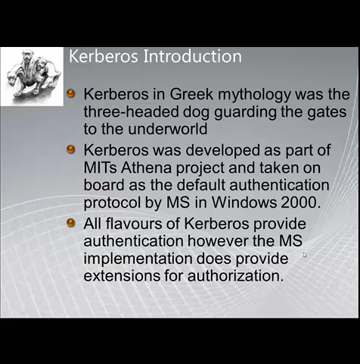 Kerberos Introduction
Kerberos in Greek mythology was the
three-headed dog guarding the gates
to the underworld
Kerberos was developed as part of
MITs Athena project and taken on
board as the default authentication
protocol by MS in Windows 2000.
All flavours of Kerberos provide
authentication however the MS
implementation does provide
extensions for authorization.